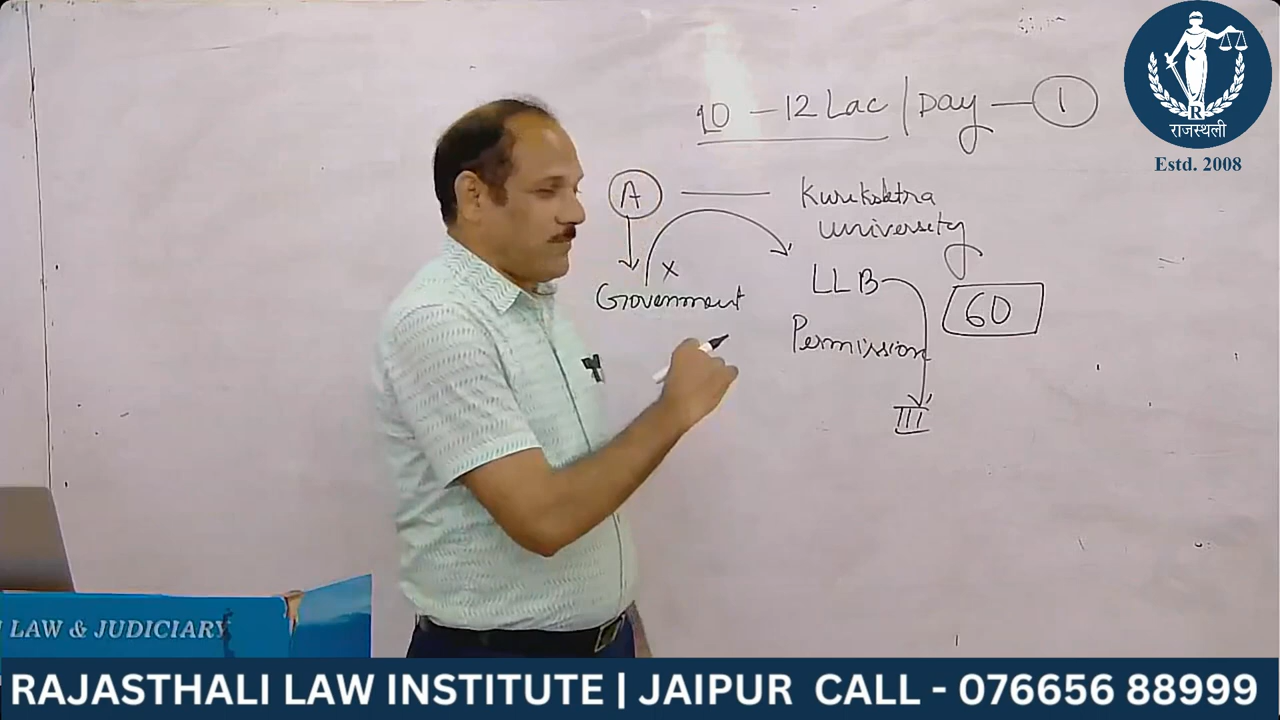 10 - 12 Lac / Day - 1
A - Kurukshetra
university
Government x
LLB
60
Permission
III
R
राजस्थली
Estd. 2008
LAW & JUDICIARY
RAJASTHALI LAW INSTITUTE | JAIPUR CALL - 076656 88999